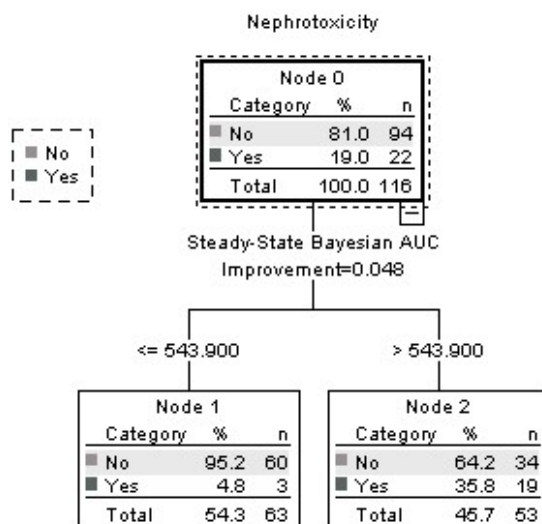 Nephrotoxicity
Node 0
Category % n
No 81.0 94
Yes 19.0 22
Total 100.0 116
No
Yes
Steady-State Bayesian AUC
Improvement=0.048
<= 543.900
> 543.900
Node 1
Category % n
No 95.2 60
Yes 4.8 3
Total 54.3 63
Node 2
Category % n
No 64.2 34
Yes 35.8 19
Total 45.7 53